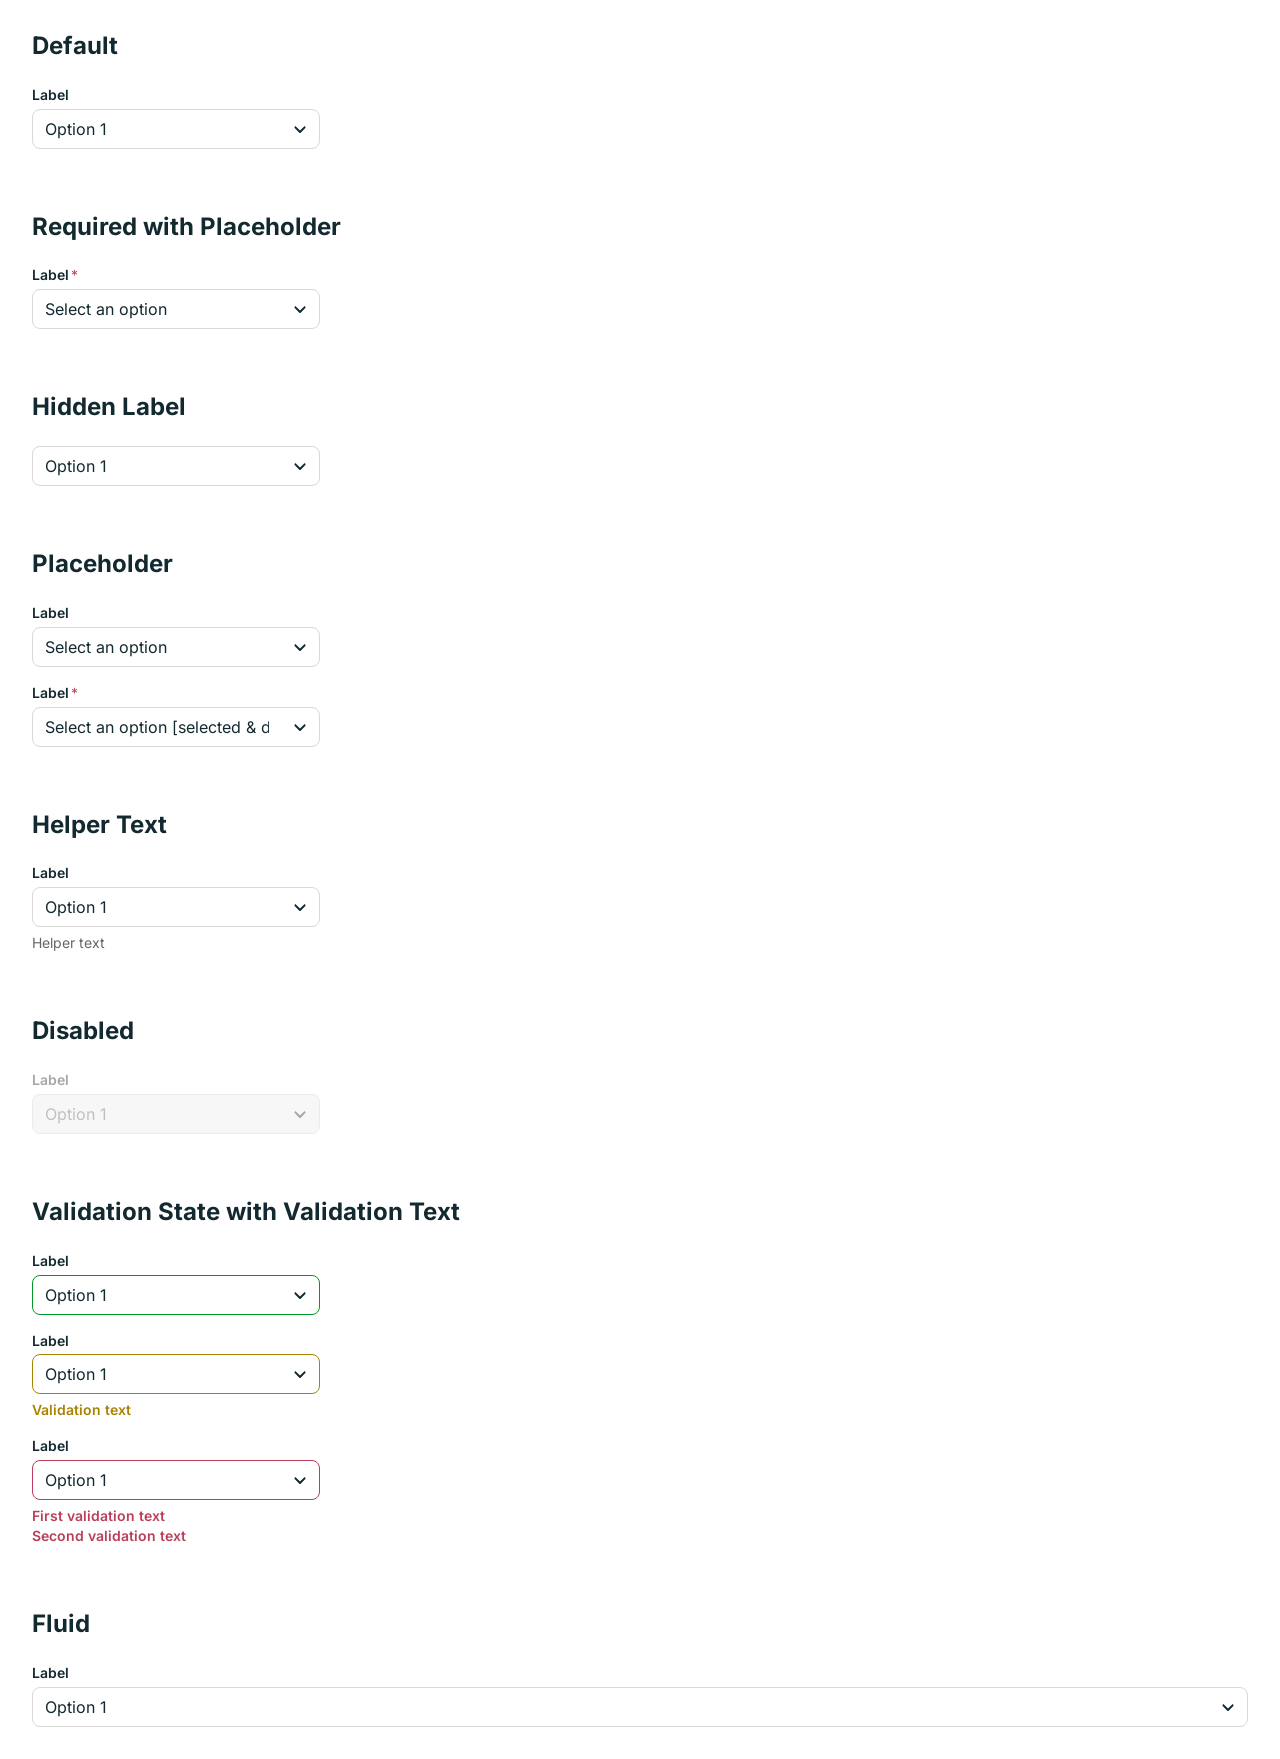 Default
Label
Option 1
Required with Placeholder
Label *
Select an option
Hidden Label
Option 1
Placeholder
Label
Select an option
Label *
Select an option [selected & d
Helper Text
Label
Option 1
Helper text
Disabled
Label
Option 1
Validation State with Validation Text
Label
Option 1
Label
Option 1
Validation text
Label
Option 1
First validation text
Second validation text
Fluid
Label
Option 1